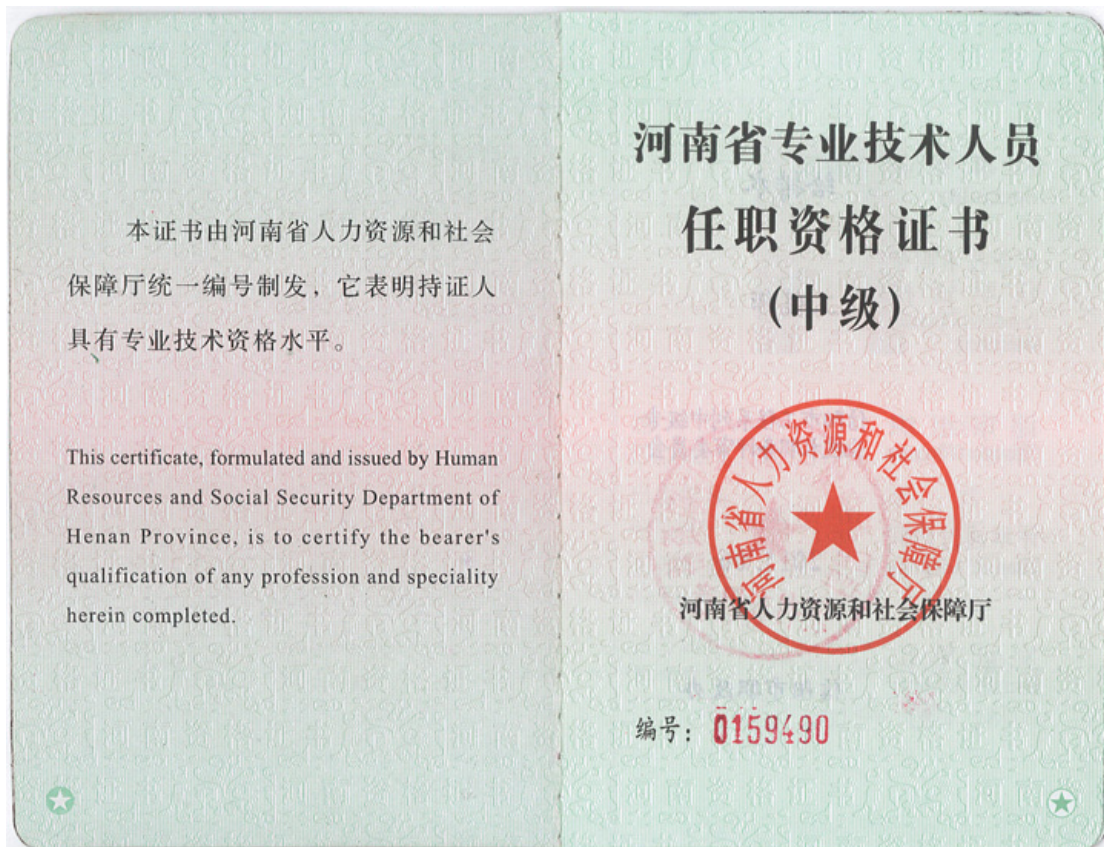 本证书由河南省人力资源和社会
保障厅统一编号制发，它表明持证人
具有专业技术资格水平。
This certificate, formulated and issued by Human
Resources and Social Security Department of
Henan Province, is to certify the bearer's
qualification of any profession and speciality
herein completed.
河南省专业技术人员
任职资格证书
(中级)
河南省人力资源和社会保障厅
河南省人力资源和社会保障厅
编号：0159490